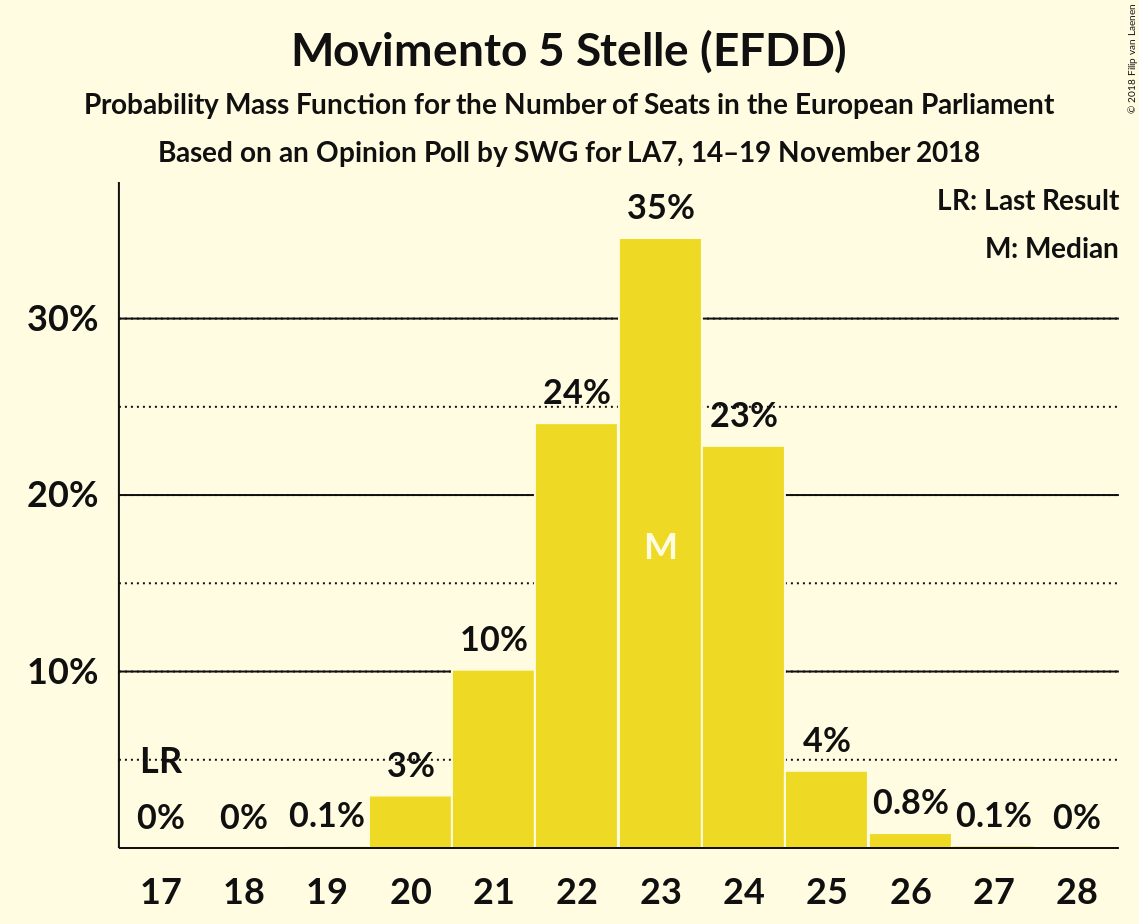 Movimento 5 Stelle (EFDD)
Probability Mass Function for the Number of Seats in the European Parliament
Based on an Opinion Poll by SWG for LA7, 14–19 November 2018
© 2018 Filip van Laenen
LR: Last Result
M: Median
35%
30%
24%
23%
20%
M
10%
10%
LR
3%
4%
0%
0%
0.1%
0.8%
0.1%
0%
17 18 19 20 21 22 23 24 25 26 27 28